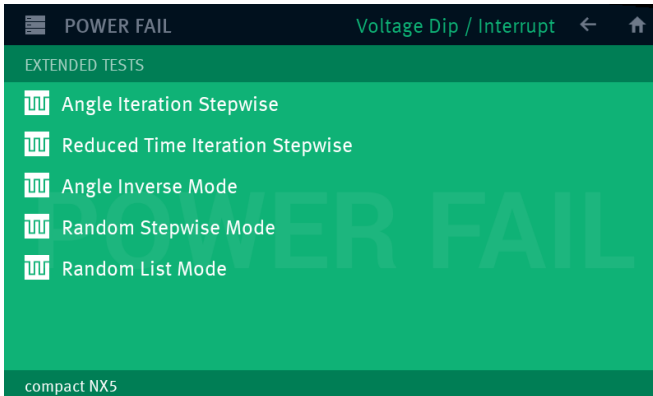 POWER FAIL Voltage Dip / Interrupt
EXTENDED TESTS
Angle Iteration Stepwise
Reduced Time Iteration Stepwise
Angle Inverse Mode
Random Stepwise Mode
Random List Mode
POWER FAIL
compact NX5